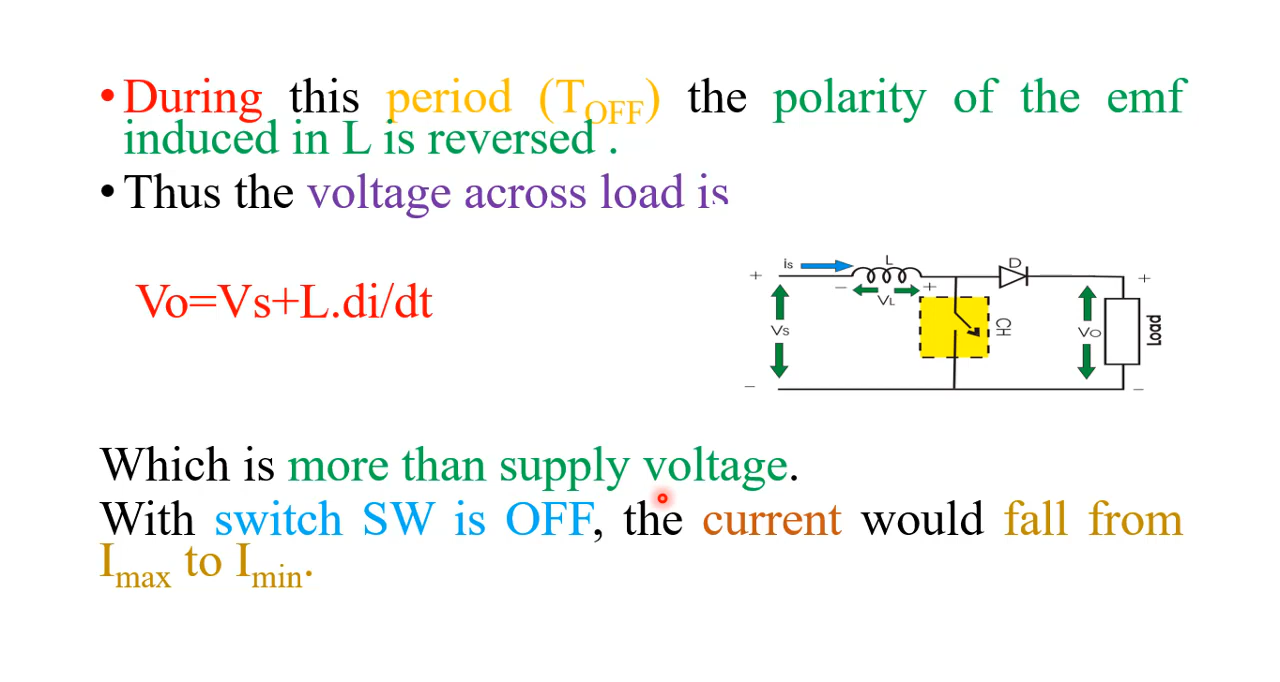 • During this period (TOFF) the polarity of the emf
induced in L is reversed .
• Thus the voltage across load is
Vo=Vs+L.di/dt
is
L
D
+
+
−
+
VL
Vs
CH
VO
Load
−
−
Which is more than supply voltage.
With switch SW is OFF, the current would fall from
Imax to Imin.